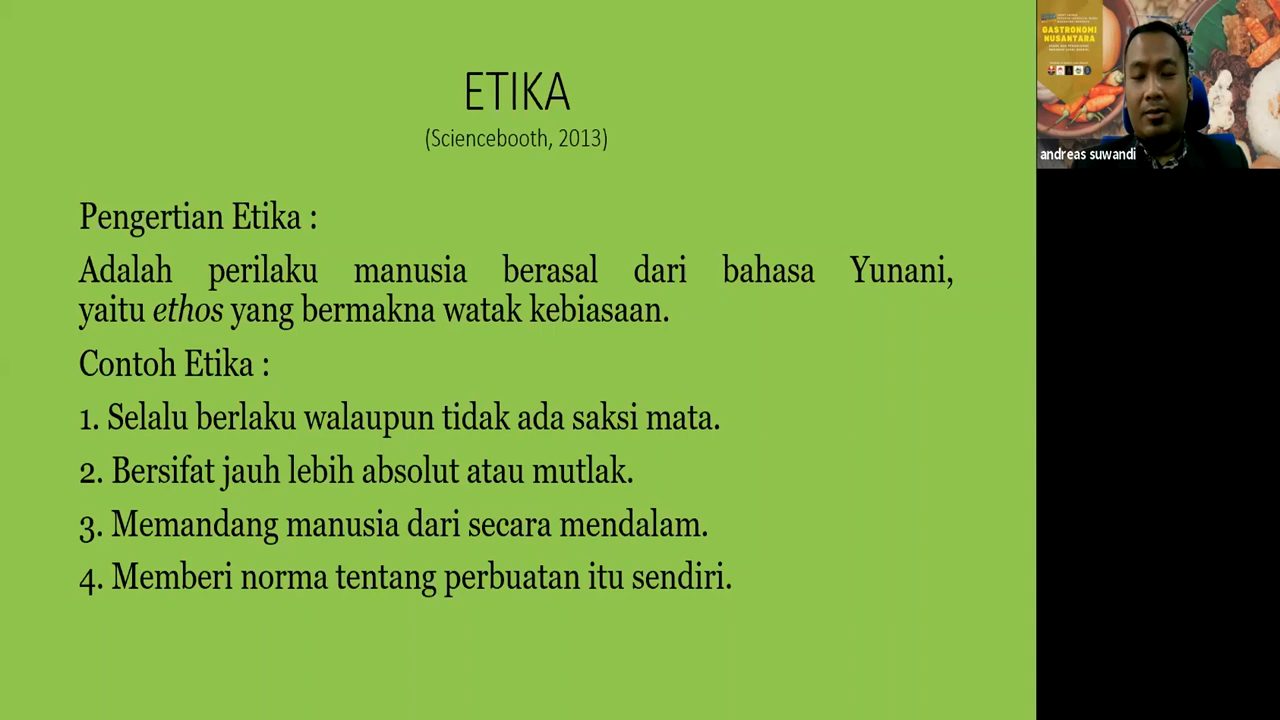 ETIKA
(Sciencebooth, 2013)
Pengertian Etika :
Adalah perilaku manusia berasal dari bahasa Yunani,
yaitu ethos yang bermakna watak kebiasaan.
Contoh Etika :
1. Selalu berlaku walaupun tidak ada saksi mata.
2. Bersifat jauh lebih absolut atau mutlak.
3. Memandang manusia dari secara mendalam.
4. Memberi norma tentang perbuatan itu sendiri.
GASTRONOMI
NUSANTARA
andreas suwandi